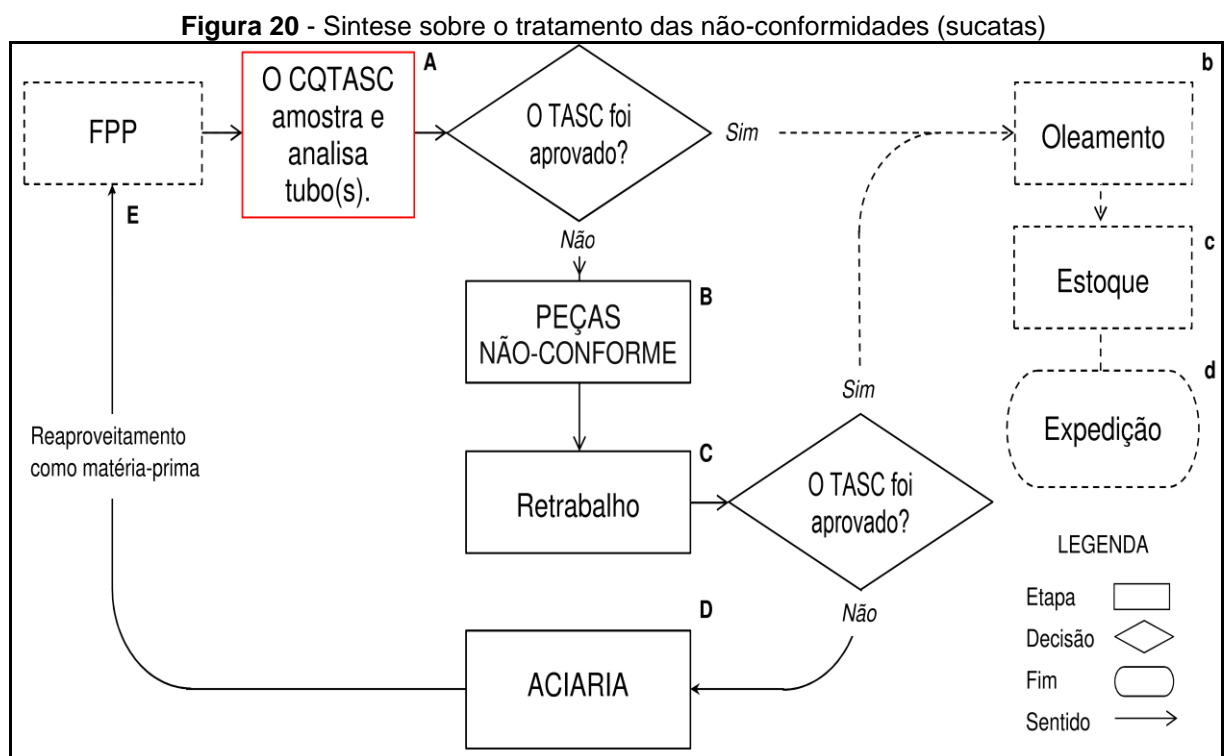 Figura 20 - Sintese sobre o tratamento das não-conformidades (sucatas)
FPP
A
O CQTASC
amostra e
analisa
tubo(s).
O TASC foi
aprovado?
Sim
b
Oleamento
c
Estoque
d
Expedição
E
Não
B
PEÇAS
NÃO-CONFORME
Sim
Reaproveitamento
como matéria-prima
C
Retrabalho
O TASC foi
aprovado?
Não
D
ACIARIA
LEGENDA
Etapa
Decisão
Fim
Sentido